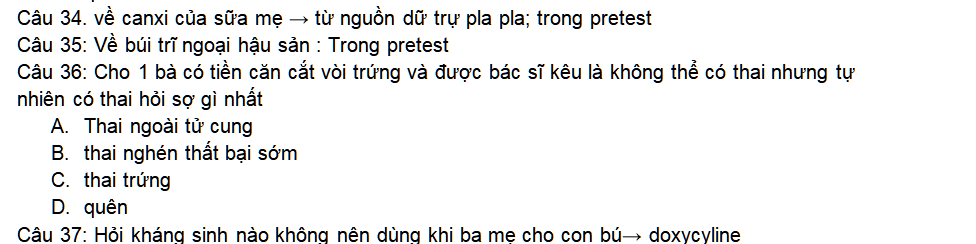 Câu 34. về canxi của sữa mẹ → từ nguồn dữ trự pla pla; trong pretest
Câu 35: Về búi trĩ ngoại hậu sản : Trong pretest
Câu 36: Cho 1 bà có tiền căn cắt vòi trứng và được bác sĩ kêu là không thể có thai nhưng tự
nhiên có thai hỏi sợ gì nhất
A. Thai ngoài tử cung
B. thai nghén thất bại sớm
C. thai trứng
D. quên
Câu 37: Hỏi kháng sinh nào không nên dùng khi ba mẹ cho con bú→ doxycyline